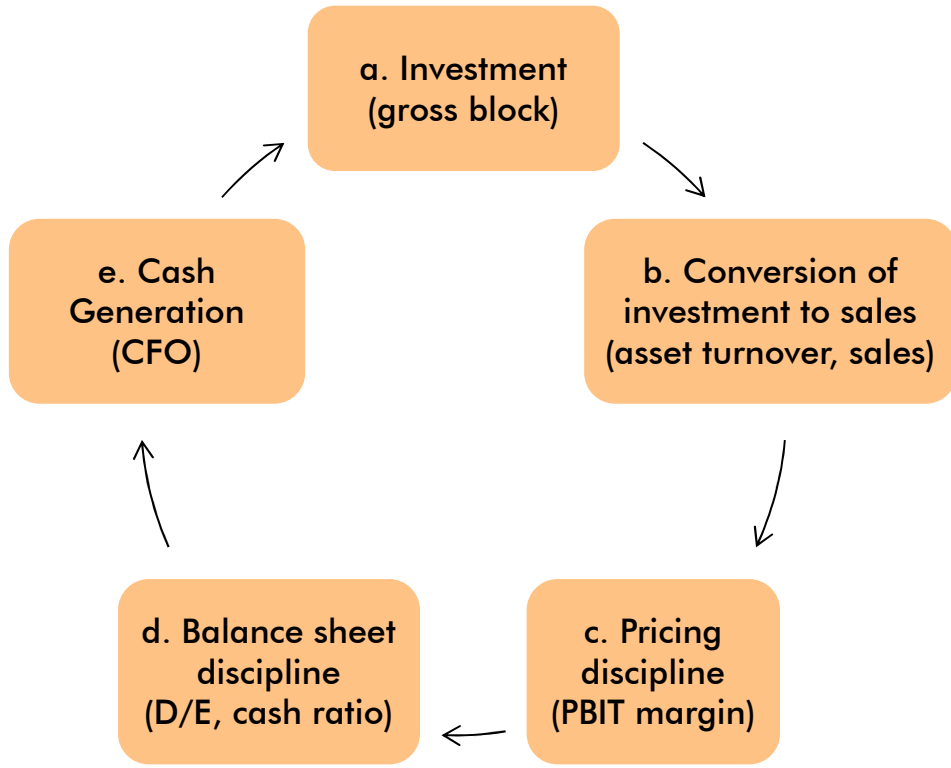 a. Investment
(gross block)
b. Conversion of
investment to sales
(asset turnover, sales)
c. Pricing
discipline
(PBIT margin)
d. Balance sheet
discipline
(D/E, cash ratio)
e. Cash
Generation
(CFO)